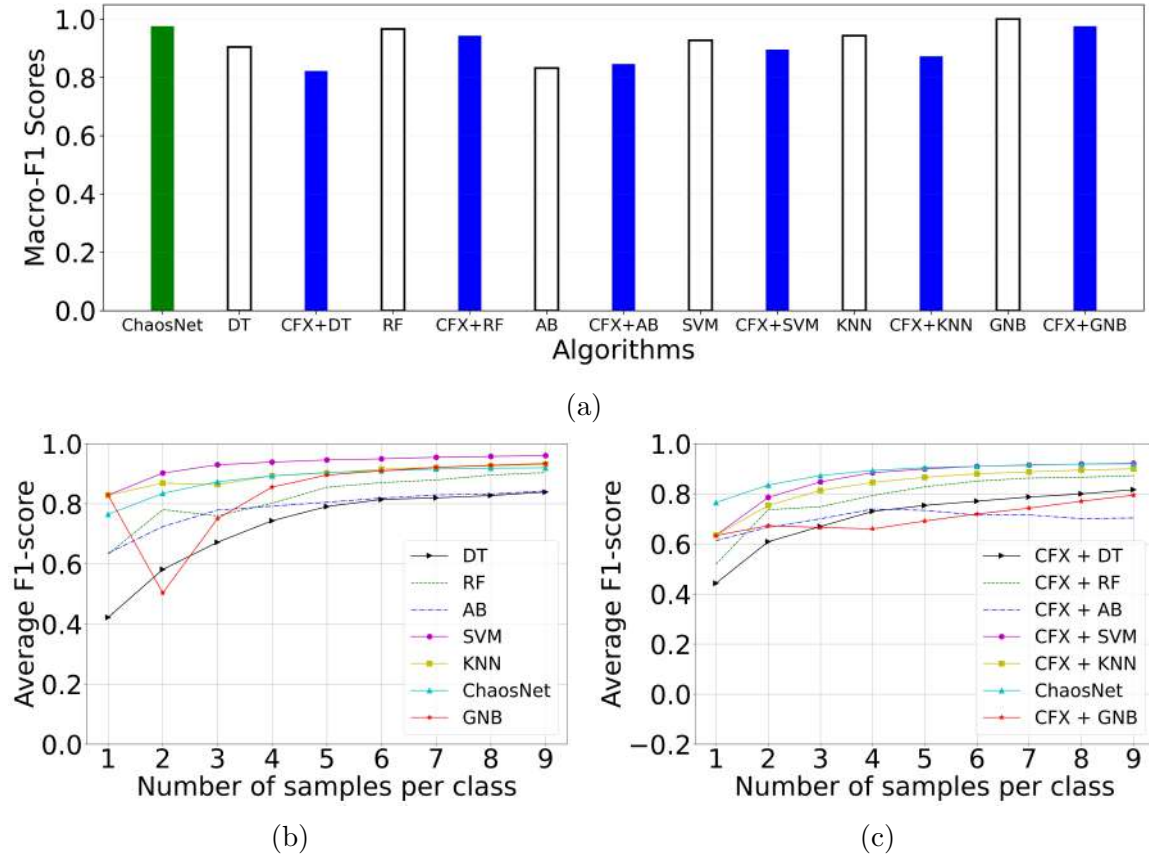 Macro-F1 Scores
1.0
0.8
0.6
0.4
0.2
0.0
ChaosNet DT CFX+DT RF CFX+RF AB CFX+AB SVM CFX+SVM KNN CFX+KNN GNB CFX+GNB
Algorithms
(a)
Average F1-score
1.0
0.8
0.6
0.4
0.2
0.0
DT
RF
AB
SVM
KNN
ChaosNet
GNB
1 2 3 4 5 6 7 8 9
Number of samples per class
(b)
Average F1-score
1.0
0.8
0.6
0.4
0.2
0.0
−0.2
CFX + DT
CFX + RF
CFX + AB
CFX + SVM
CFX + KNN
ChaosNet
CFX + GNB
1 2 3 4 5 6 7 8 9
Number of samples per class
(c)